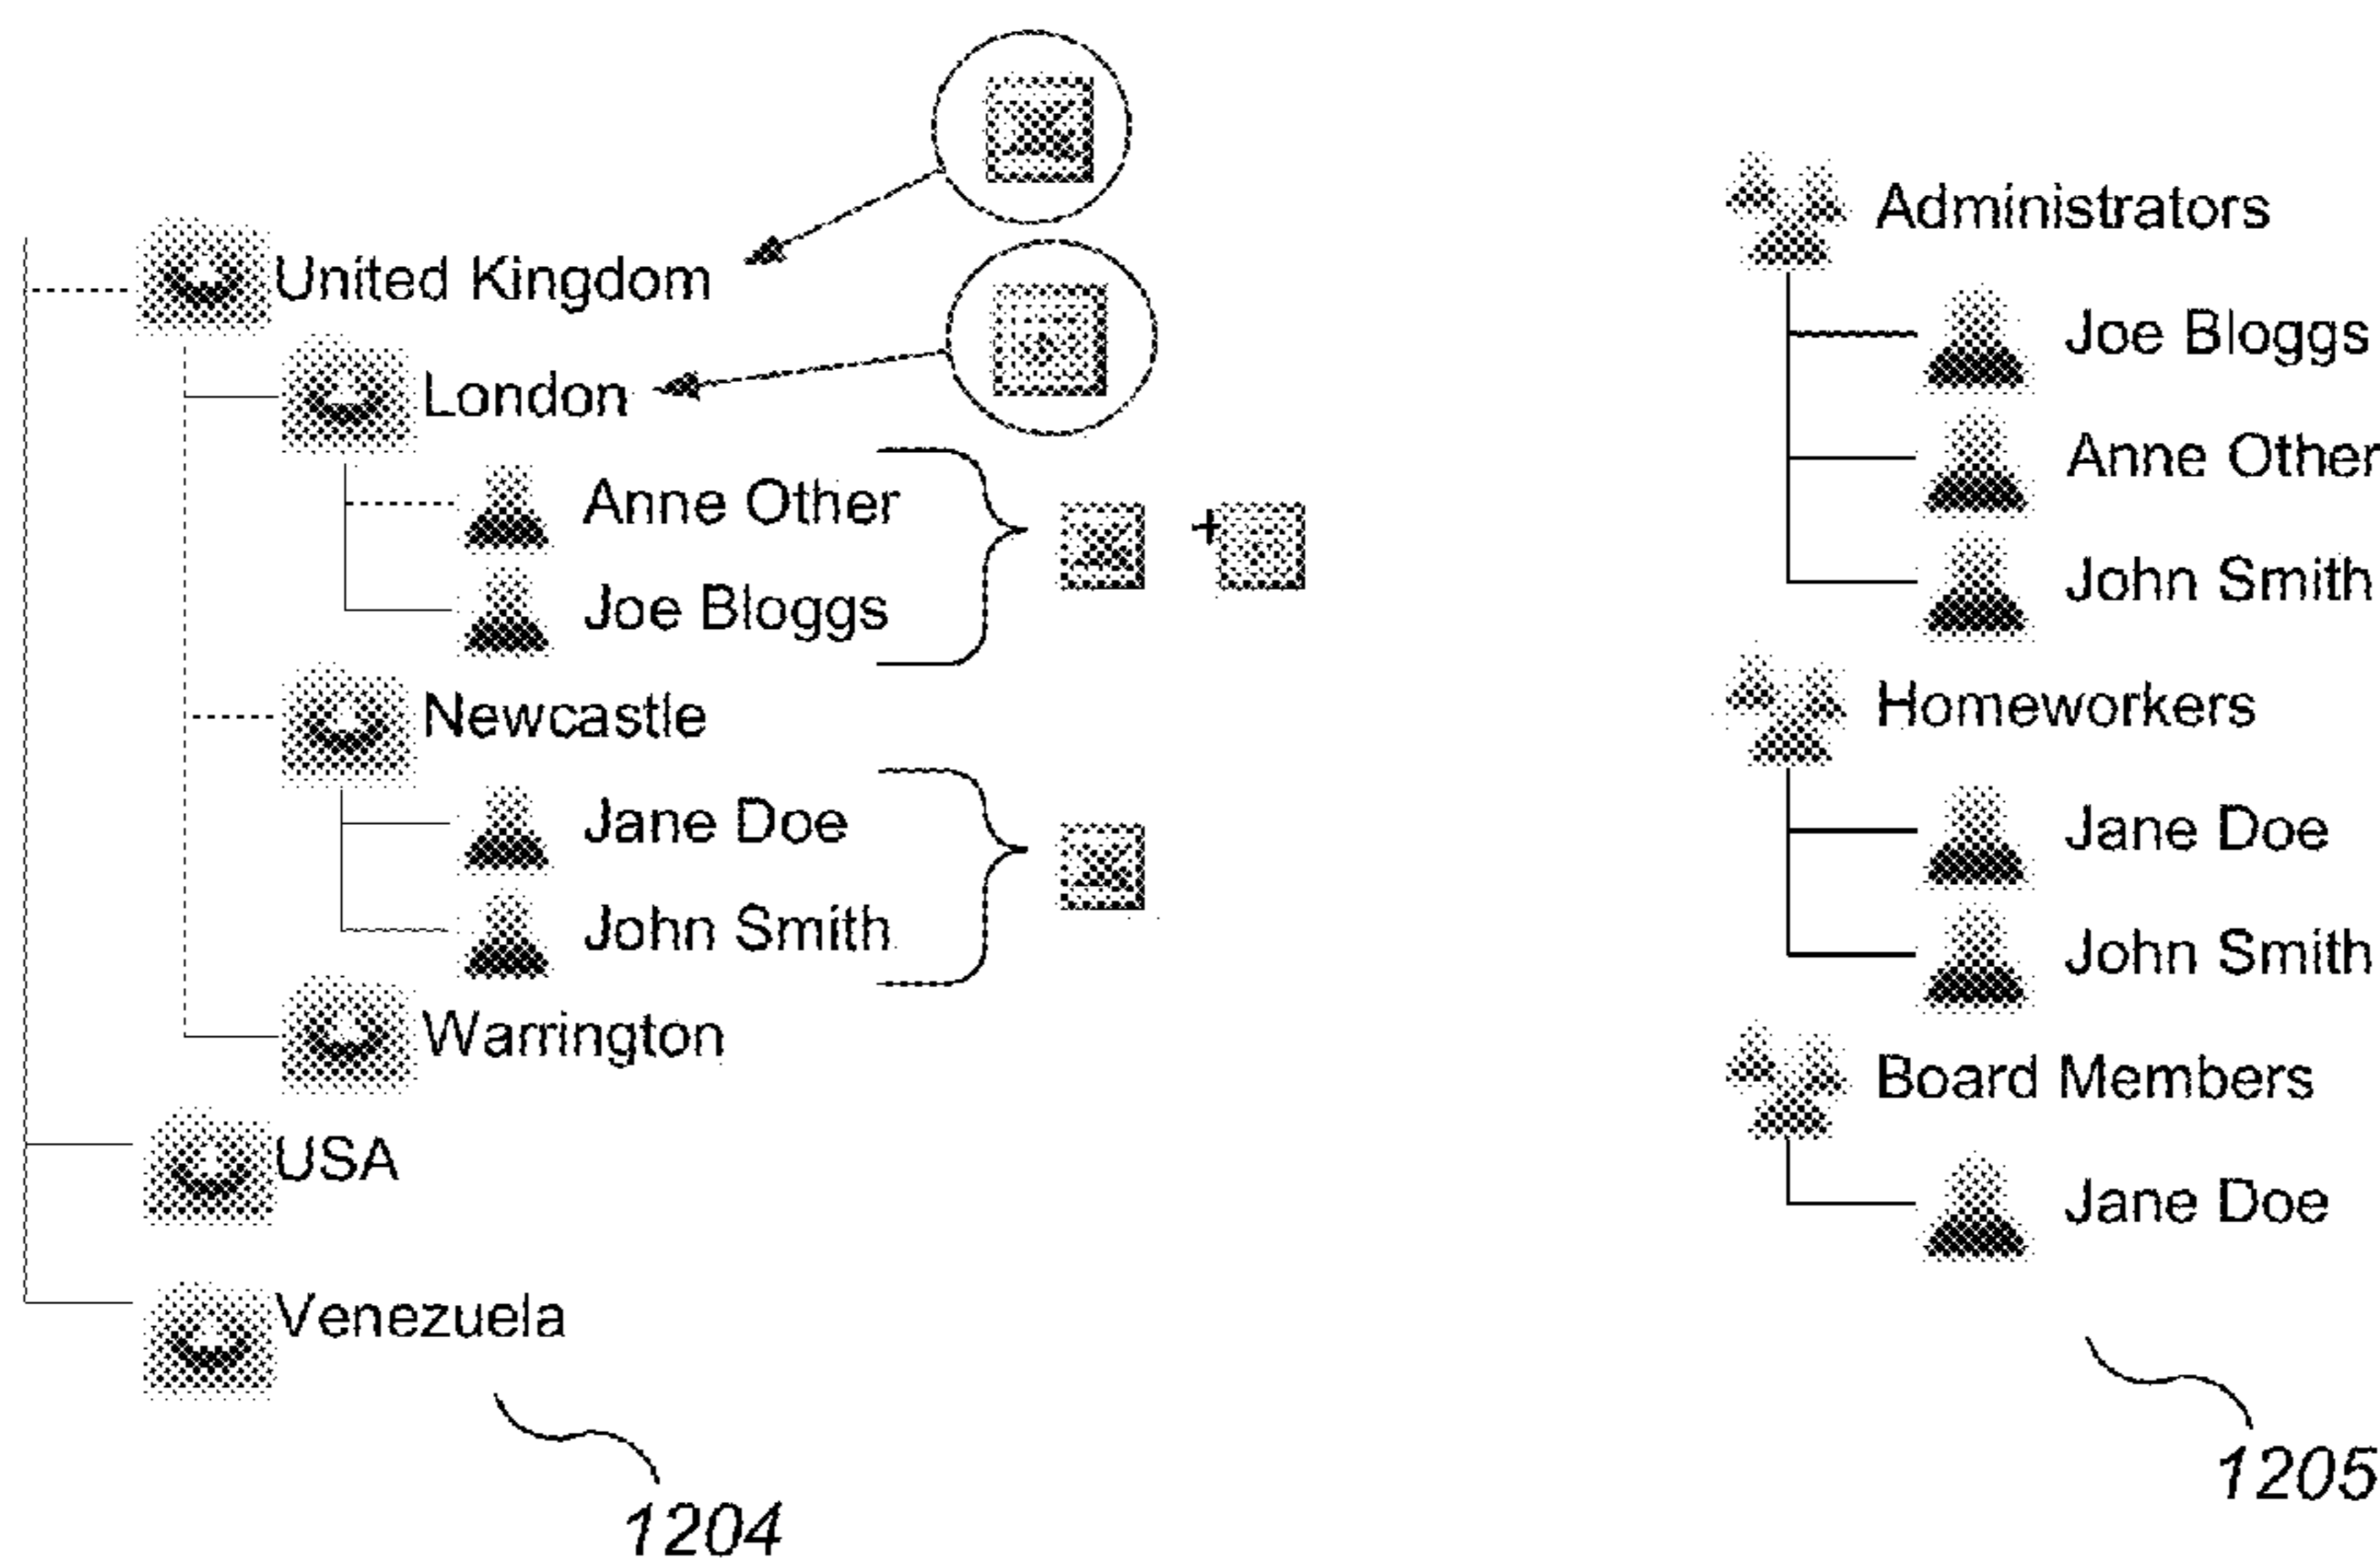 United Kingdom
London
Anne Other
+
Joe Bloggs
Newcastle
Jane Doe
John Smith
Warrington
USA
Venezuela
1204
Administrators
Joe Bloggs
Anne Other
John Smith
Homeworkers
Jane Doe
John Smith
Board Members
Jane Doe
1205